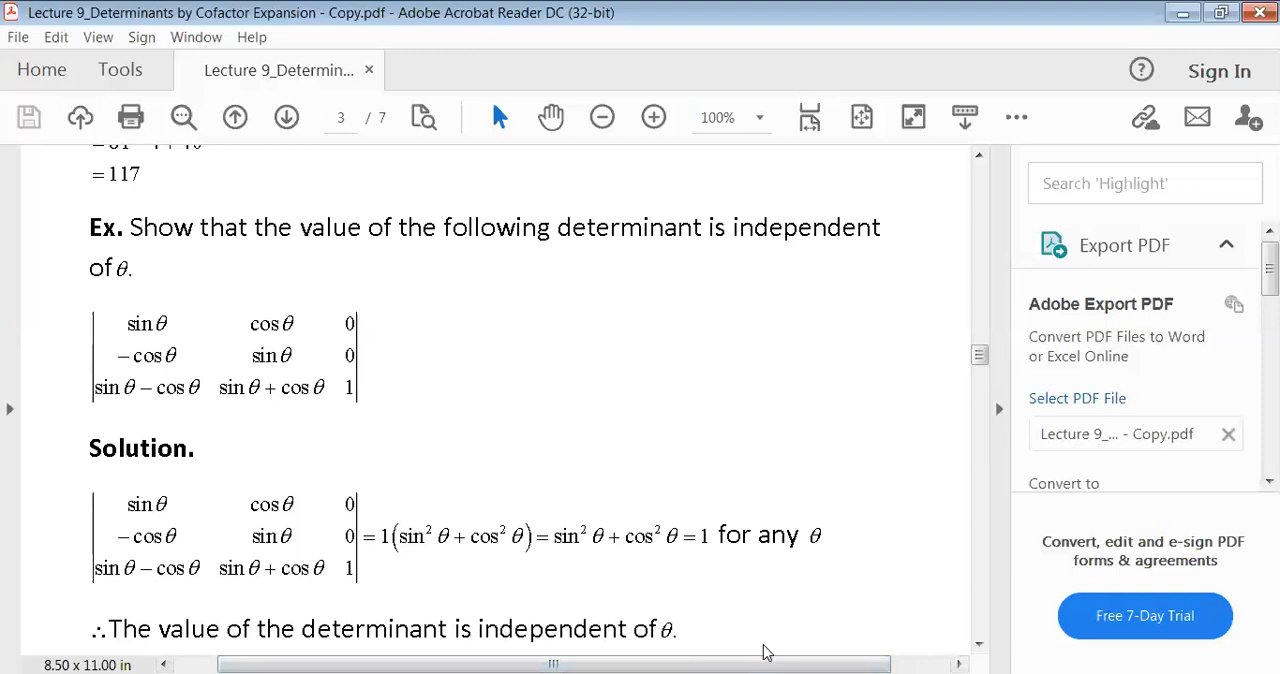 Lecture 9_Determinants by Cofactor Expansion - Copy.pdf - Adobe Acrobat Reader DC (32-bit)
File Edit View Sign Window Help
Home Tools Lecture 9_Determin... × Sign In
3 / 7 100%
= 117
Ex. Show that the value of the following determinant is independent
of θ.
sin θ cos θ 0
− cos θ sin θ 0
sin θ − cos θ sin θ + cos θ 1
Solution.
sin θ cos θ 0
− cos θ sin θ 0 = 1(sin² θ + cos² θ) = sin² θ + cos² θ = 1 for any θ
sin θ − cos θ sin θ + cos θ 1
∴The value of the determinant is independent of θ.
8.50 x 11.00 in
Search 'Highlight'
Export PDF
Adobe Export PDF
Convert PDF Files to Word
or Excel Online
Select PDF File
Lecture 9_... - Copy.pdf
Convert to
Convert, edit and e-sign PDF
forms & agreements
Free 7-Day Trial